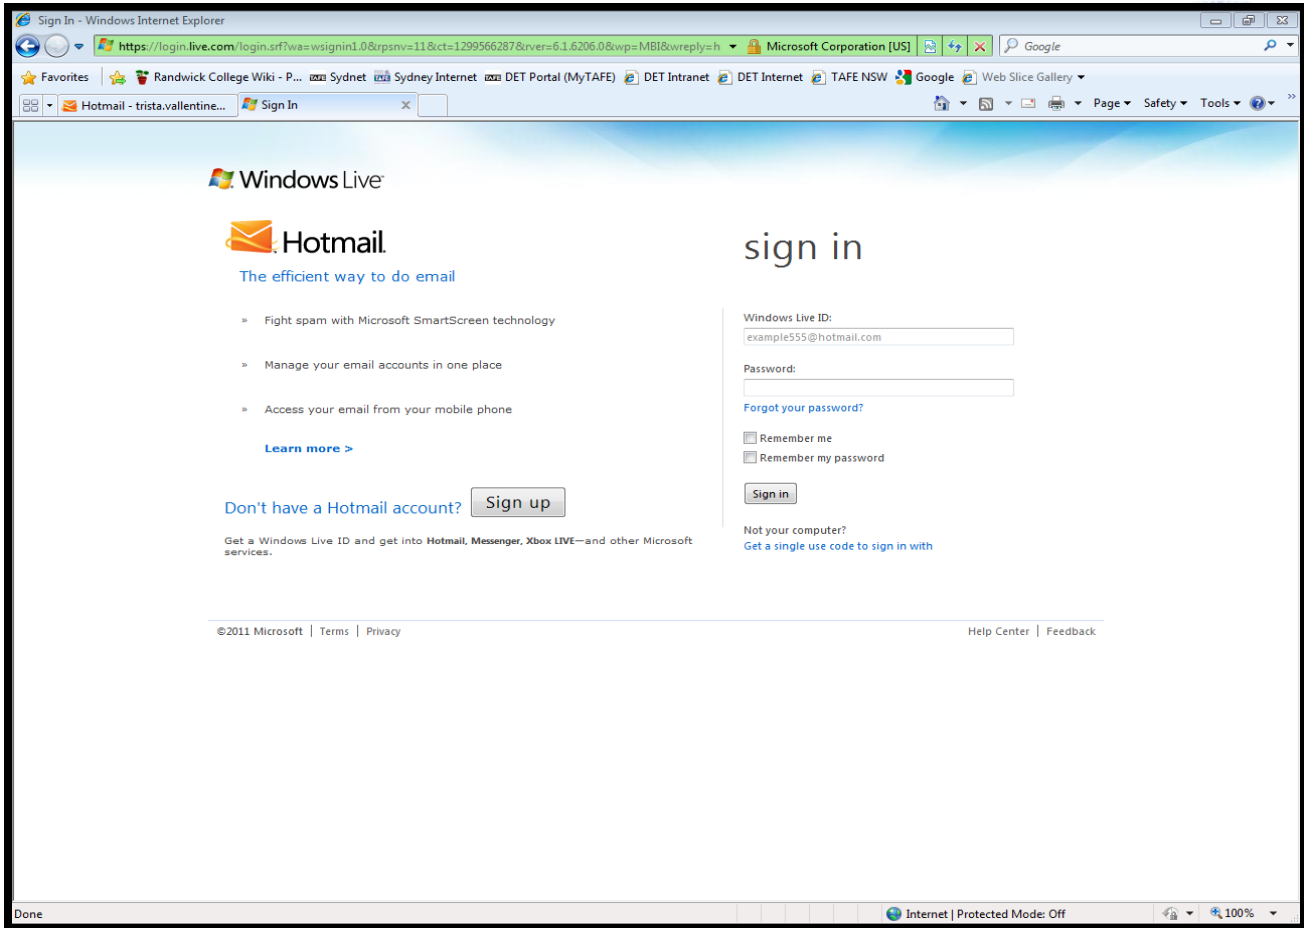 Sign In - Windows Internet Explorer
https://login.live.com/login.srf?wa=wsignin1.0&rpsnv=11&ct=1299566287&rver=6.1.6206.0&wp=MBI&wreply=h Microsoft Corporation [US] Google
Favorites Randwick College Wiki - P... Sydnet Sydney Internet DET Portal (MyTAFE) DET Intranet DET Internet TAFE NSW Google Web Slice Gallery
Hotmail - trista.vallentine... Sign In x Page Safety Tools »
Windows Live
Hotmail
The efficient way to do email
» Fight spam with Microsoft SmartScreen technology
» Manage your email accounts in one place
» Access your email from your mobile phone
Learn more >
Don't have a Hotmail account? Sign up
Get a Windows Live ID and get into Hotmail, Messenger, Xbox LIVE—and other Microsoft
services.
sign in
Windows Live ID:
example555@hotmail.com
Password:
Forgot your password?
Remember me
Remember my password
Sign in
Not your computer?
Get a single use code to sign in with
©2011 Microsoft | Terms | Privacy Help Center | Feedback
Done Internet | Protected Mode: Off 100%